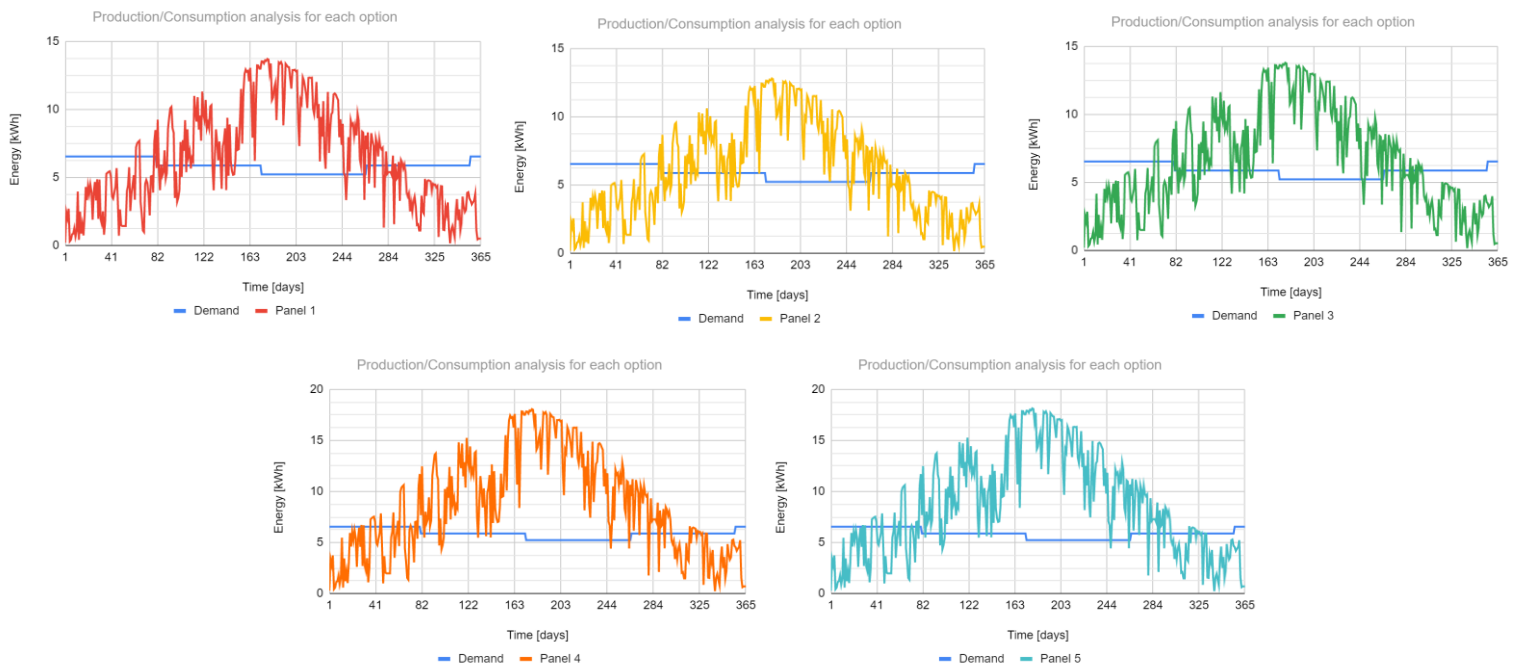 Production/Consumption analysis for each option
15
10
5
0
Energy [kWh]
1 41 82 122 163 203 244 284 325 365
Time [days]
Demand Panel 1
Production/Consumption analysis for each option
15
10
5
0
Energy [kWh]
1 41 82 122 163 203 244 284 325 365
Time [days]
Demand Panel 2
Production/Consumption analysis for each option
15
10
5
0
Energy [kWh]
1 41 82 122 163 203 244 284 325 365
Time [days]
Demand Panel 3
Production/Consumption analysis for each option
20
15
10
5
0
Energy [kWh]
1 41 82 122 163 203 244 284 325 365
Time [days]
Demand Panel 4
Production/Consumption analysis for each option
20
15
10
5
0
Energy [kWh]
1 41 82 122 163 203 244 284 325 365
Time [days]
Demand Panel 5